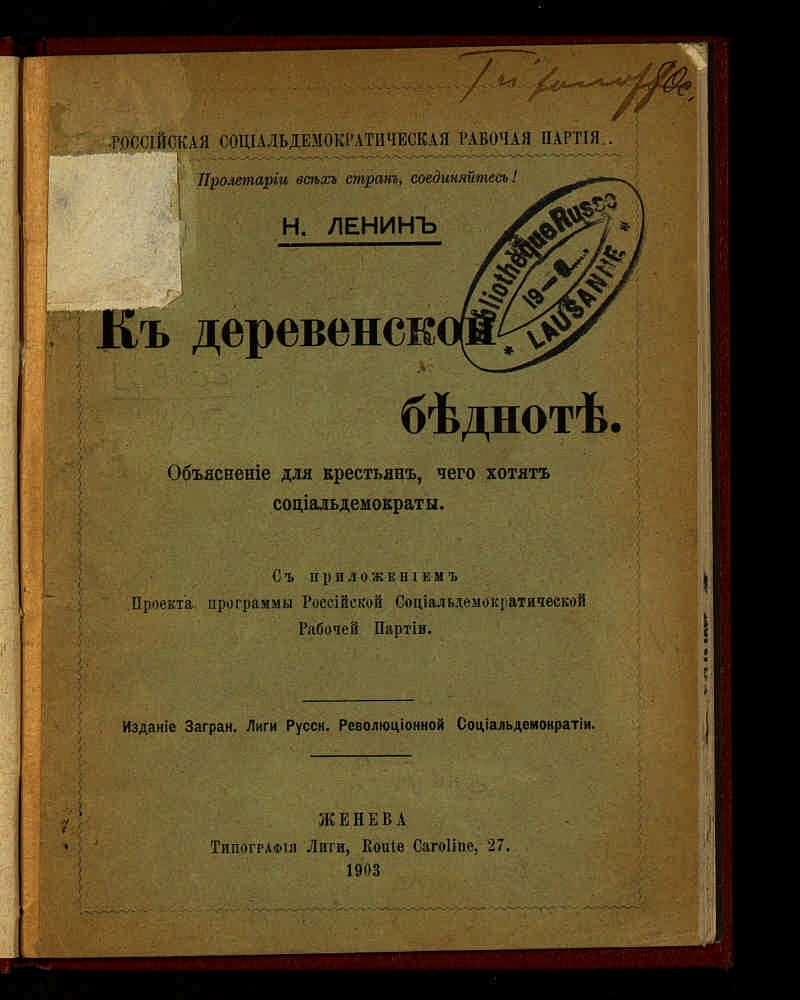 РОССІЙСКАЯ СОЦІАЛЬДЕМОКРАТИЧЕСКАЯ РАБОЧАЯ ПАРТІЯ.
Пролетаріи всѣхъ странъ, соединяйтесь!
Н. ЛЕНИНЪ
Bibliothèque Russe
19
LAUSANNE
Къ деревенской
бѣднотѣ.
Объясненіе для крестьянъ, чего хотятъ
соціальдемократы.
Съ приложеніемъ
Проекта программы Россійской Соціальдемократической
Рабочей Партіи.
Изданіе Загран. Лиги Русск. Революціонной Соціальдемократіи.
ЖЕНЕВА
Типографія Лиги, Route Caroline, 27.
1903